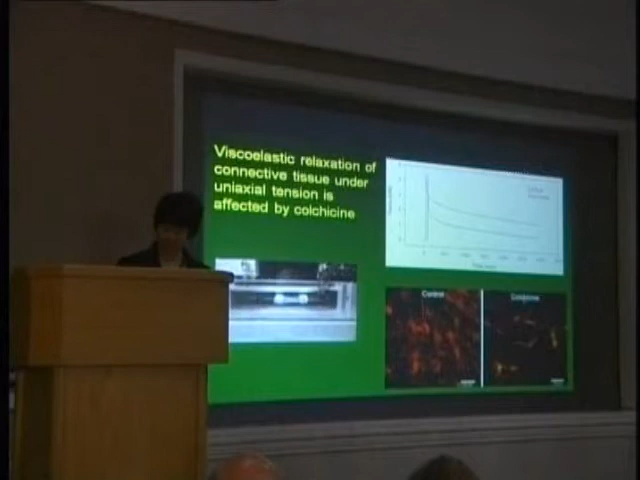 Viscoelastic relaxation of
connective tissue under
uniaxial tension is
affected by colchicine
Control
Colchicine